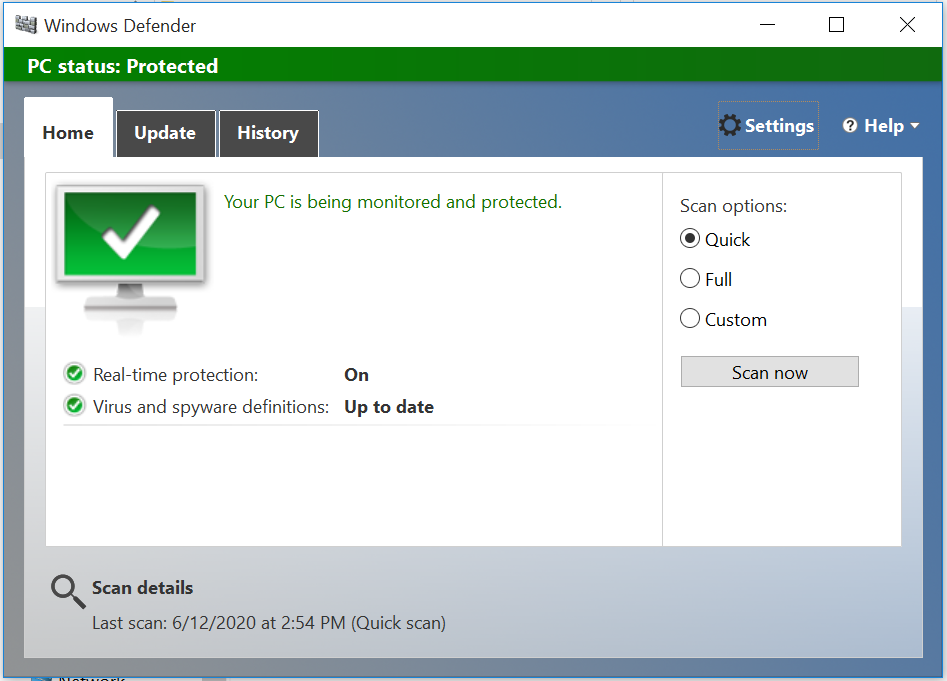 Windows Defender
PC status: Protected
Home
Update
History
Settings
Help
Your PC is being monitored and protected.
Scan options:
Quick
Full
Custom
Scan now
Real-time protection: On
Virus and spyware definitions: Up to date
Scan details
Last scan: 6/12/2020 at 2:54 PM (Quick scan)
Network